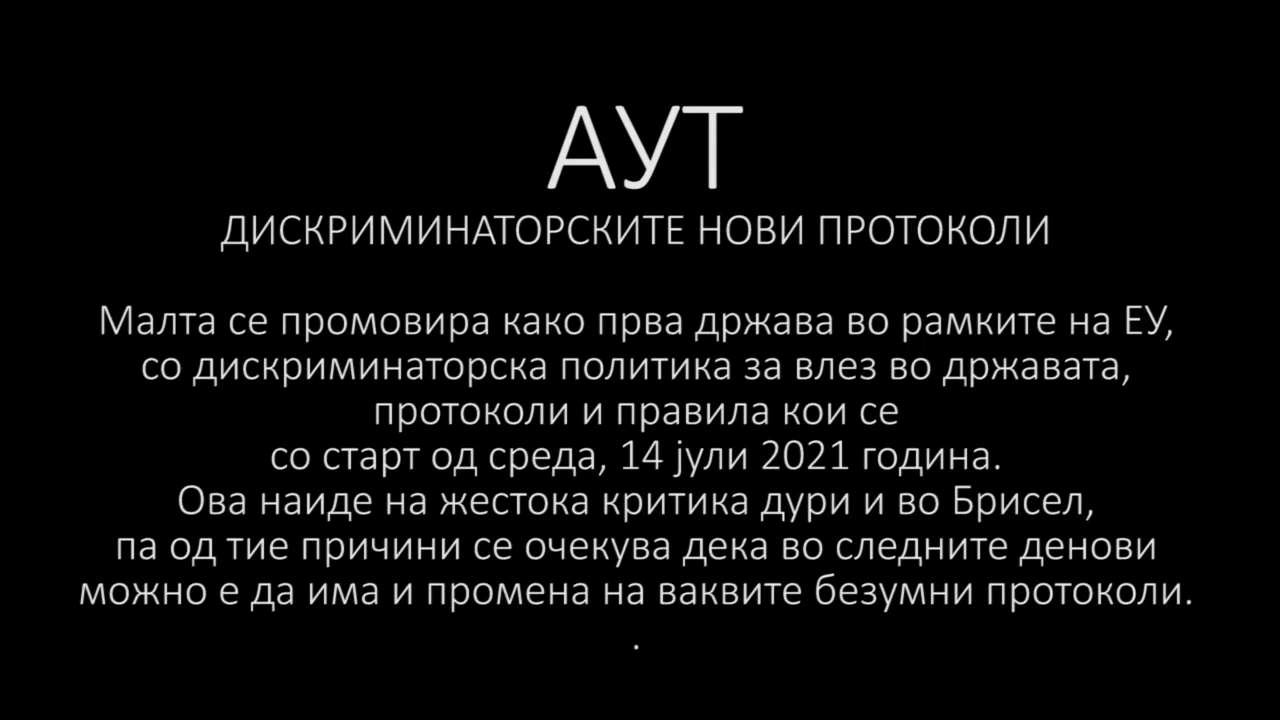 АУТ
ДИСКРИМИНАТОРСКИТЕ НОВИ ПРОТОКОЛИ
Малта се промовира како прва држава во рамките на ЕУ,
со дискриминаторска политика за влез во државата,
протоколи и правила кои се
со старт од среда, 14 јули 2021 година.
Ова наиде на жестока критика дури и во Брисел,
па од тие причини се очекува дека во следните денови
можно е да има и промена на ваквите безумни протоколи.
.